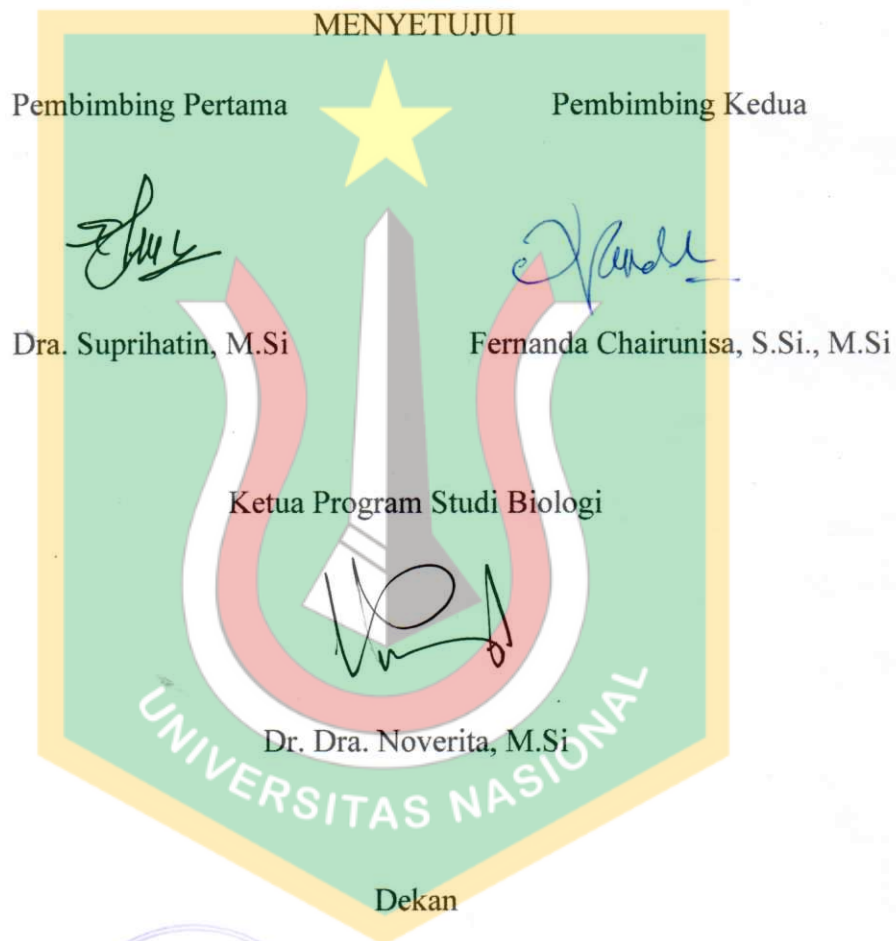 MENYETUJUI
Pembimbing Pertama
Pembimbing Kedua
Dra. Suprihatin, M.Si
Fernanda Chairunisa, S.Si., M.Si
Ketua Program Studi Biologi
Dr. Dra. Noverita, M.Si
UNIVERSITAS NASIONAL
Dekan